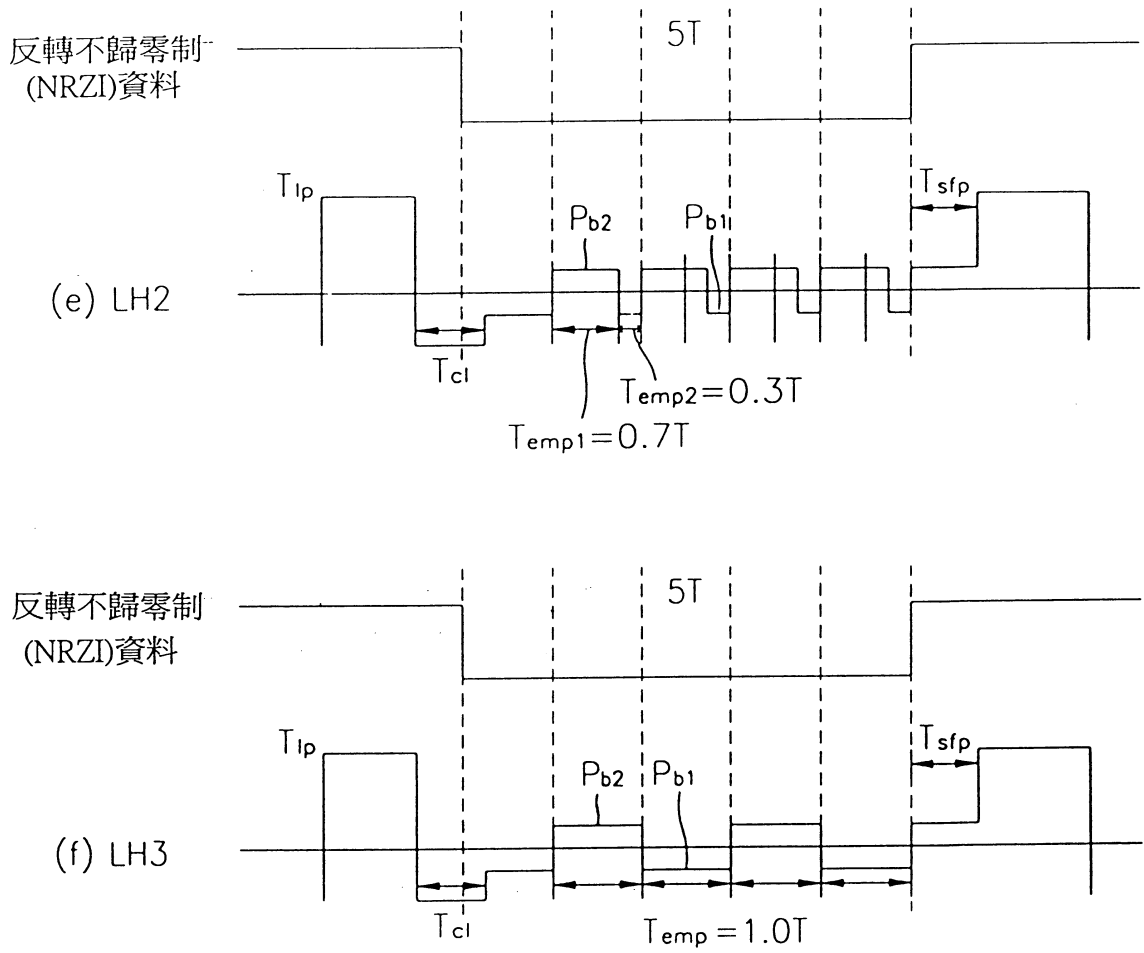 5T
反轉不歸零制
(NRZI)資料
Tlp
Tsfp
Pb2
Pb1
(e) LH2
Tcl
Temp2=0.3T
Temp1=0.7T
5T
反轉不歸零制
(NRZI)資料
Tlp
Tsfp
Pb2
Pb1
(f) LH3
Tcl
Temp=1.0T